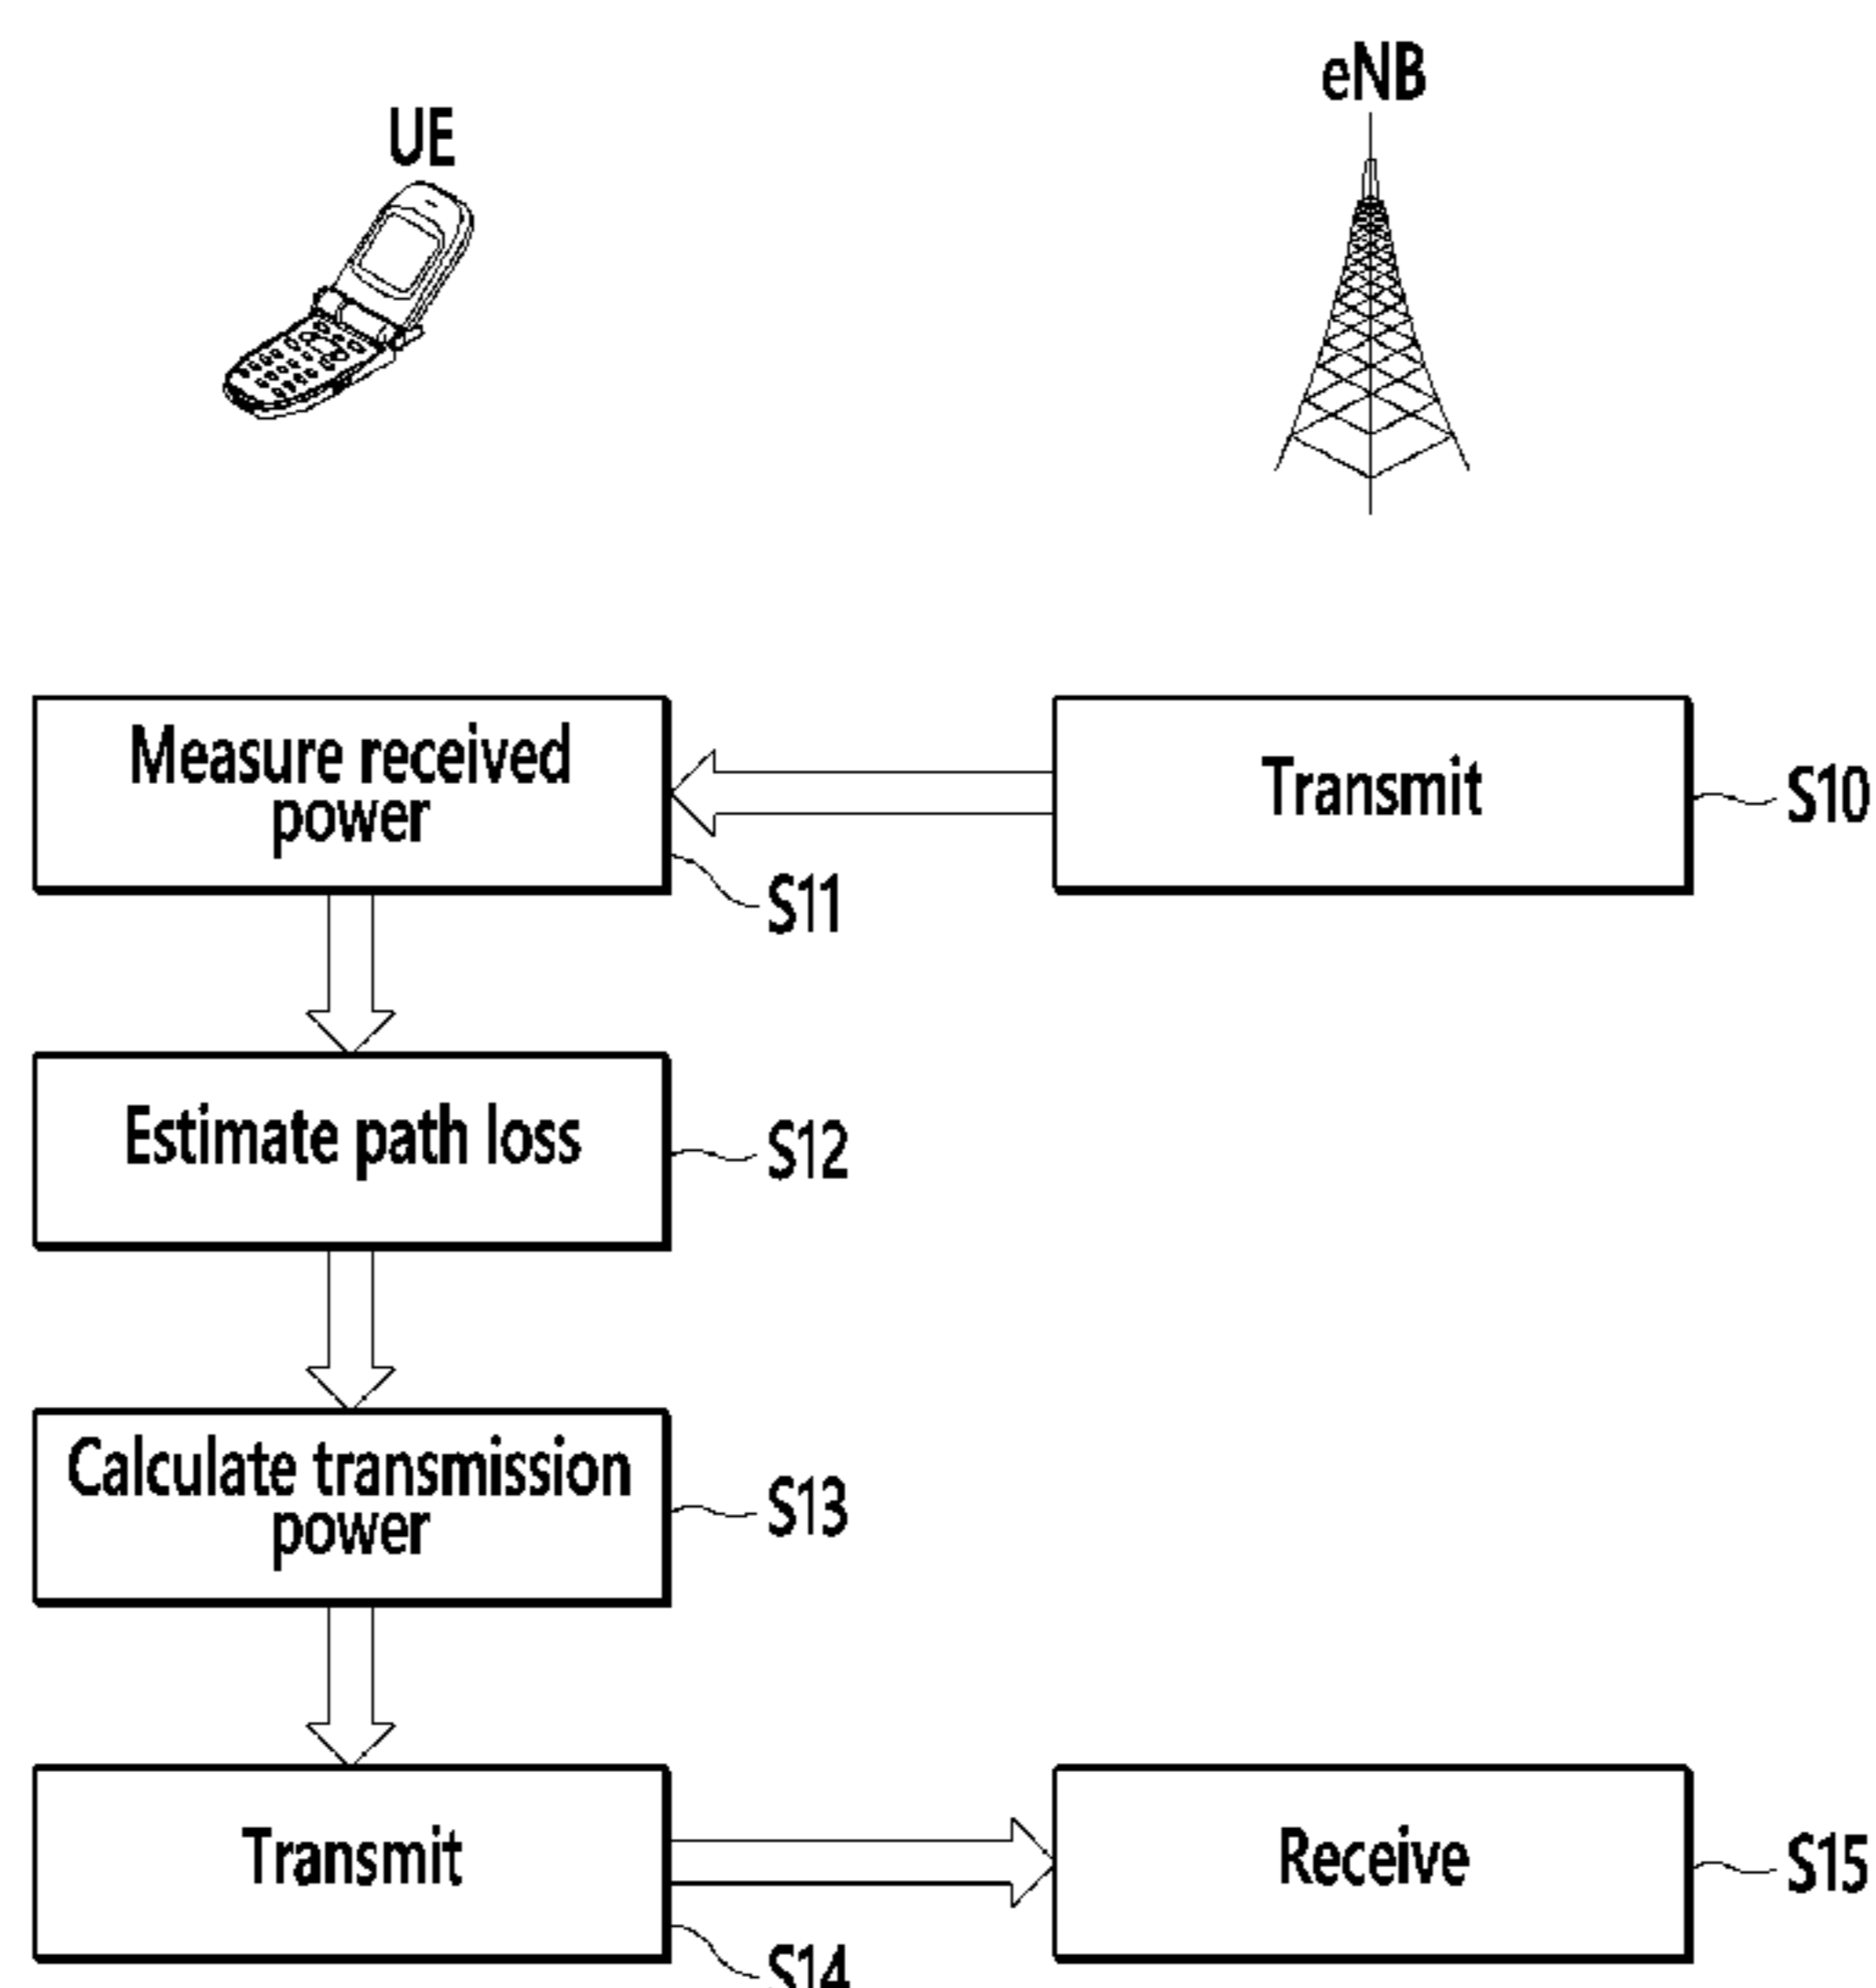 eNB
UE
Measure received
power
Transmit
S10
S11
Estimate path loss
S12
Calculate transmission
power
S13
Transmit
Receive
S15
S14